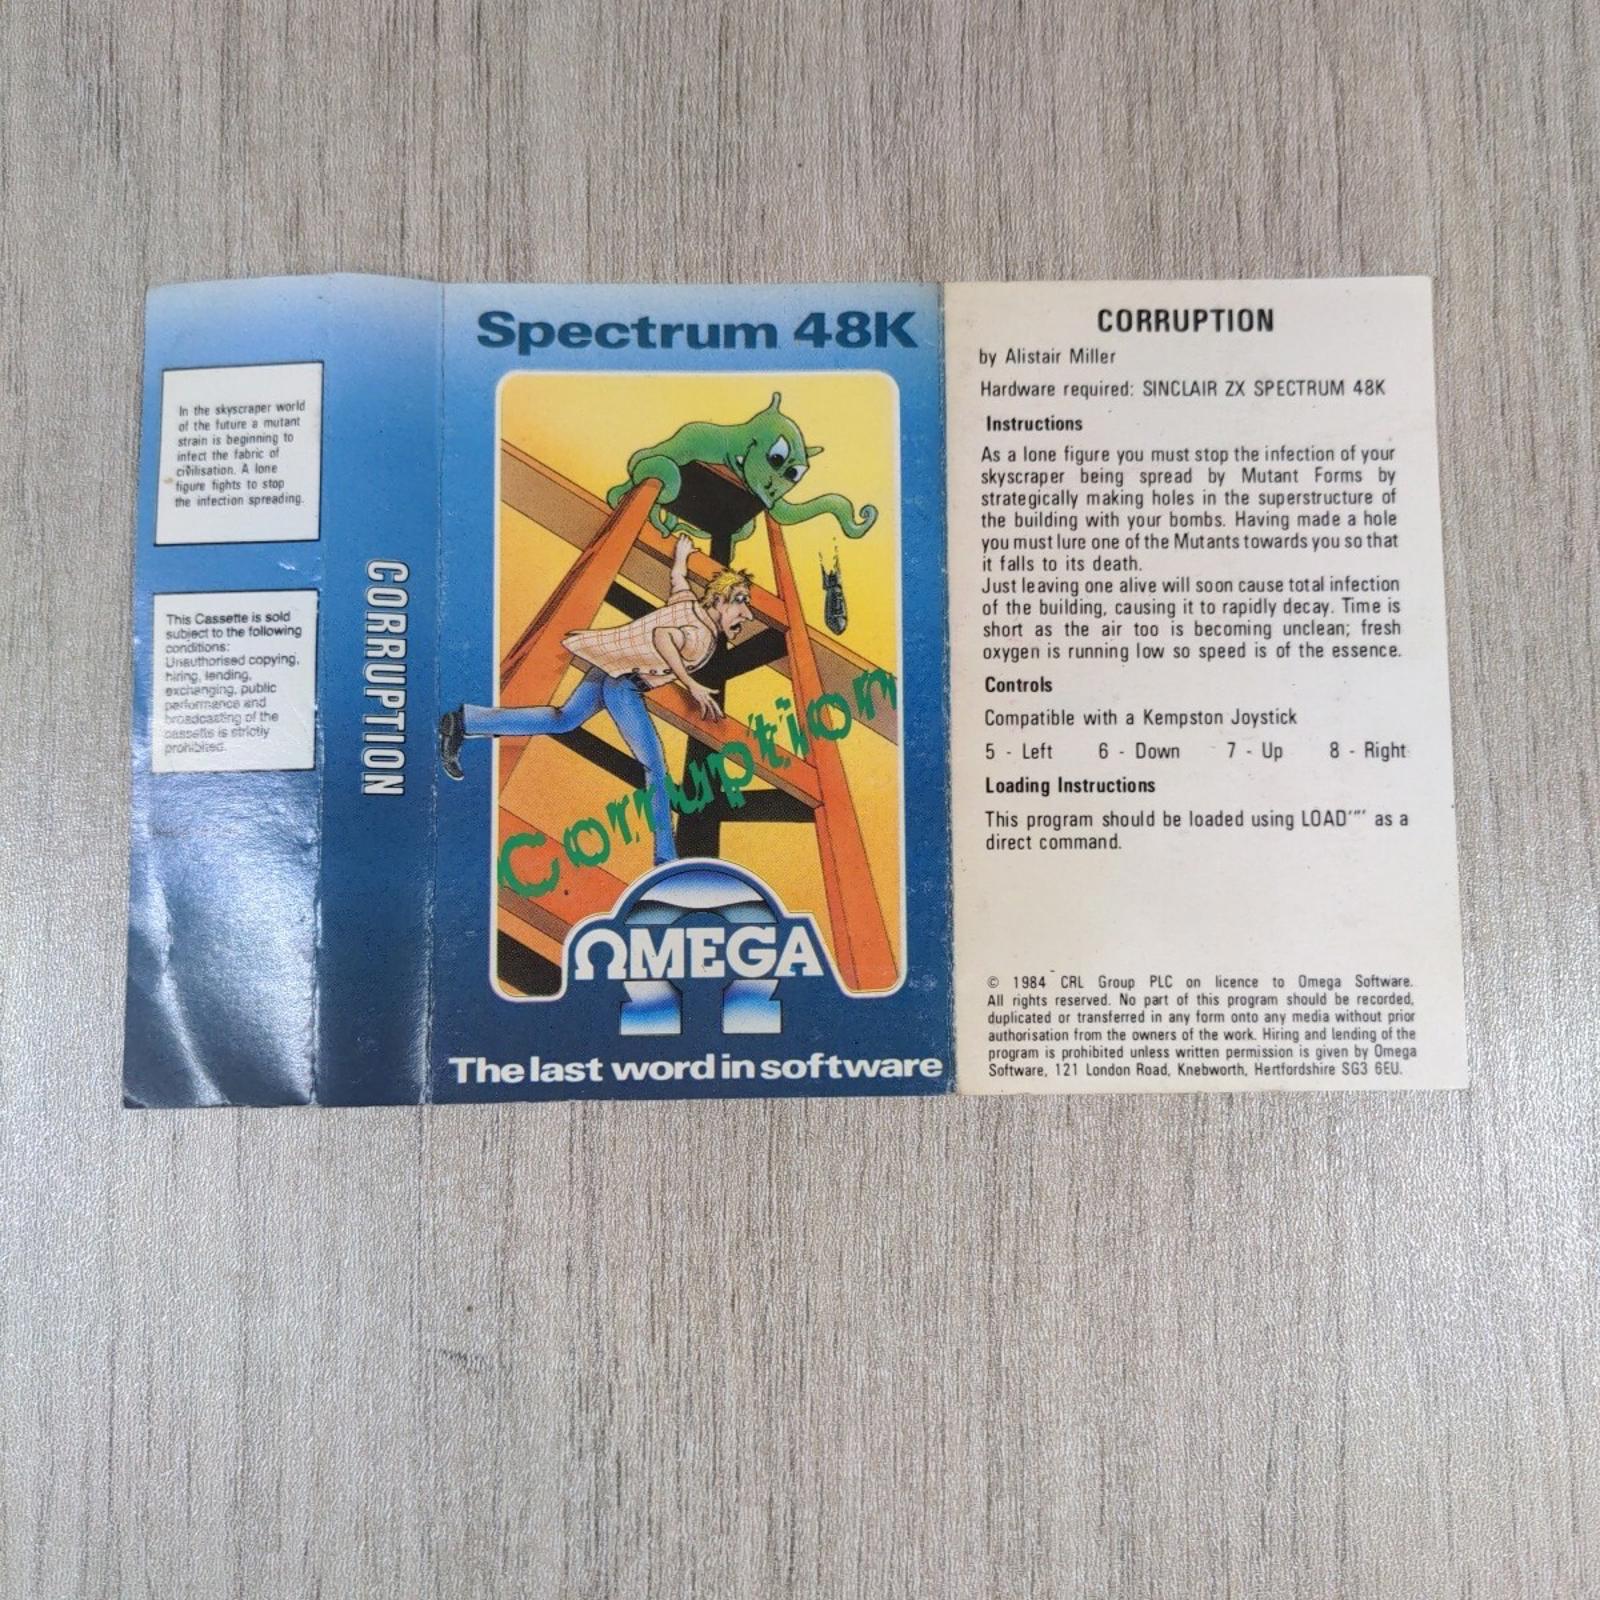 In the skyscraper world
of the future a mutant
strain is beginning to
infect the fabric of
civilisation. A lone
figure fights to stop
the infection spreading.
This Cassette is sold
subject to the following
conditions:
Unauthorised copying,
hiring, lending,
exchanging, public
performance and
broadcasting of the
cassette is strictly
prohibited.
CORRUPTION
Spectrum 48K
Corruption
ΩMEGA
The last word in software
CORRUPTION
by Alistair Miller
Hardware required: SINCLAIR ZX SPECTRUM 48K
Instructions
As a lone figure you must stop the infection of your
skyscraper being spread by Mutant Forms by
strategically making holes in the superstructure of
the building with your bombs. Having made a hole
you must lure one of the Mutants towards you so that
it falls to its death.
Just leaving one alive will soon cause total infection
of the building, causing it to rapidly decay. Time is
short as the air too is becoming unclean; fresh
oxygen is running low so speed is of the essence.
Controls
Compatible with a Kempston Joystick
5 - Left 6 - Down 7 - Up 8 - Right
Loading Instructions
This program should be loaded using LOAD"" as a
direct command.
© 1984 CRL Group PLC on licence to Omega Software.
All rights reserved. No part of this program should be recorded,
duplicated or transferred in any form onto any media without prior
authorisation from the owners of the work. Hiring and lending of the
program is prohibited unless written permission is given by Omega
Software, 121 London Road, Knebworth, Hertfordshire SG3 6EU.